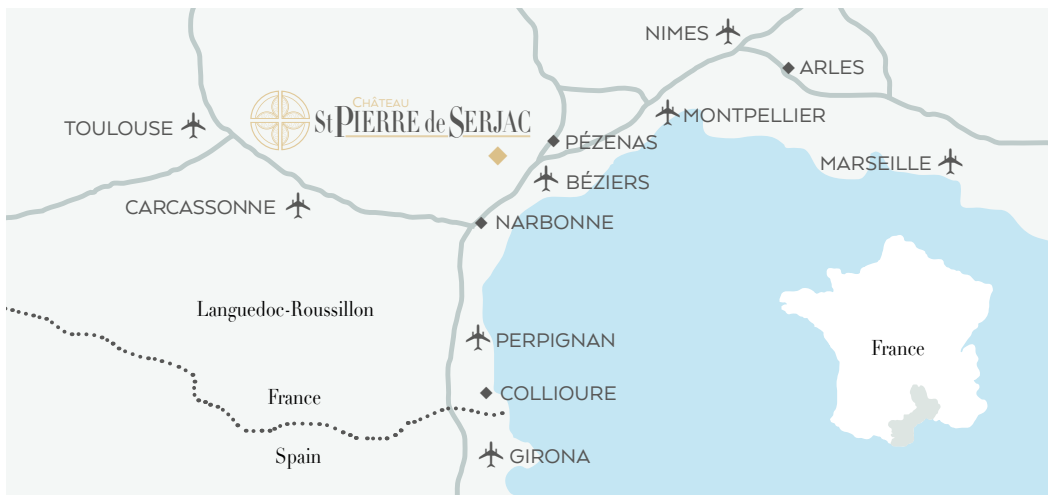 NIMES
ARLES
CHÂTEAU
St PIERRE de SERJAC
MONTPELLIER
TOULOUSE
PÉZENAS
MARSEILLE
BÉZIERS
CARCASSONNE
NARBONNE
Languedoc-Roussillon
PERPIGNAN
France
COLLIOURE
France
Spain
GIRONA